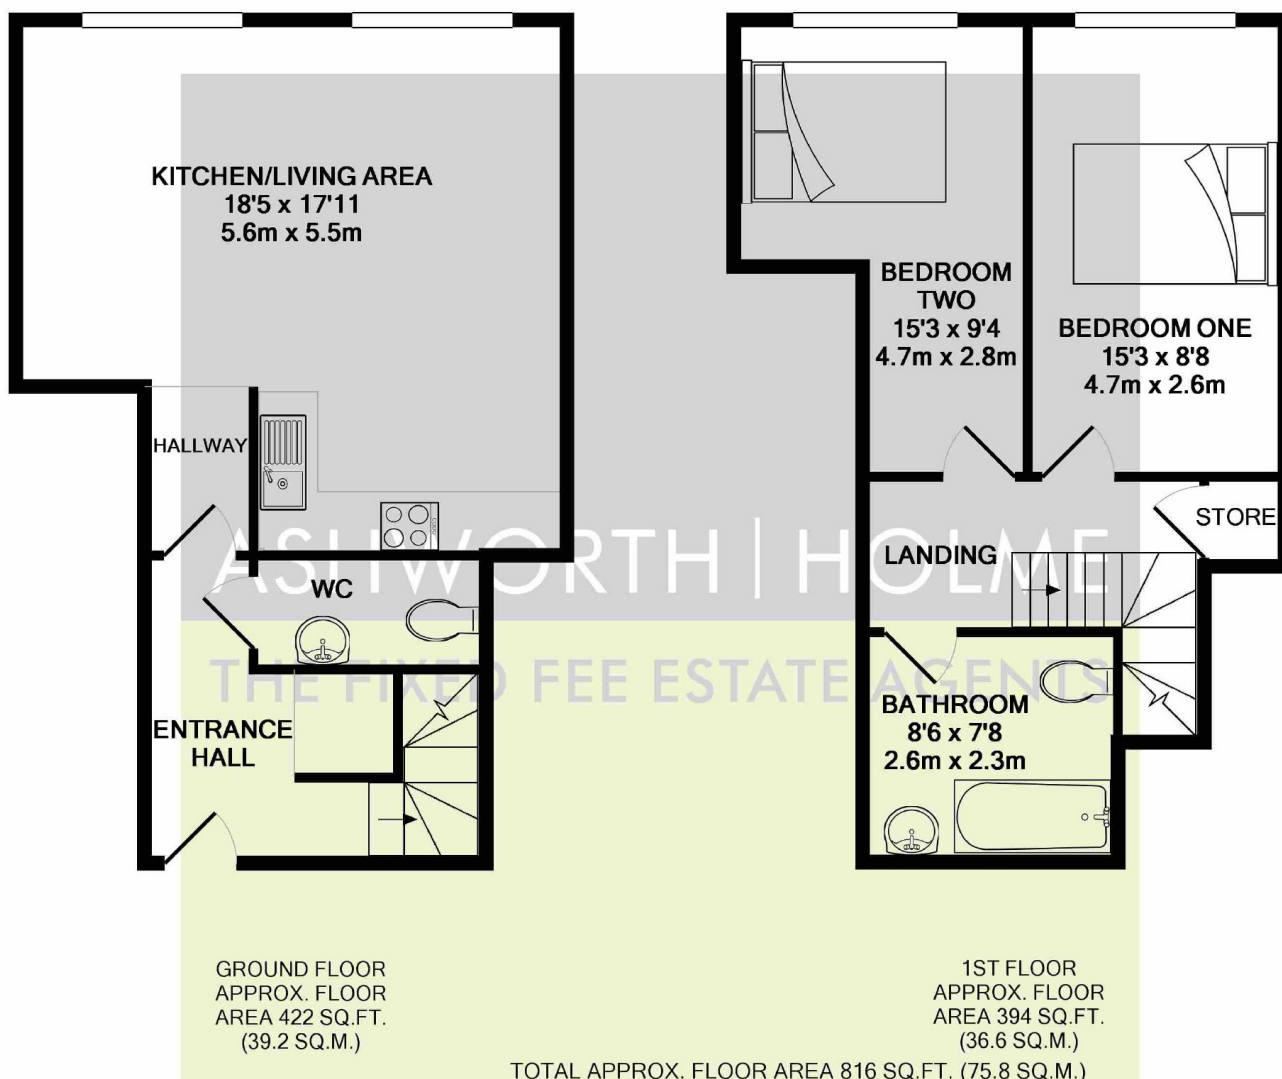 KITCHEN/LIVING AREA
18'5 x 17'11
5.6m x 5.5m
HALLWAY
WC
ENTRANCE
HALL
BEDROOM
TWO
15'3 x 9'4
4.7m x 2.8m
BEDROOM ONE
15'3 x 8'8
4.7m x 2.6m
STORE
LANDING
BATHROOM
8'6 x 7'8
2.6m x 2.3m
ASHWORTH | HOLME
THE FIXED FEE ESTATE AGENTS
GROUND FLOOR
APPROX. FLOOR
AREA 422 SQ.FT.
(39.2 SQ.M.)
1ST FLOOR
APPROX. FLOOR
AREA 394 SQ.FT.
(36.6 SQ.M.)
TOTAL APPROX. FLOOR AREA 816 SQ.FT. (75.8 SQ.M.)